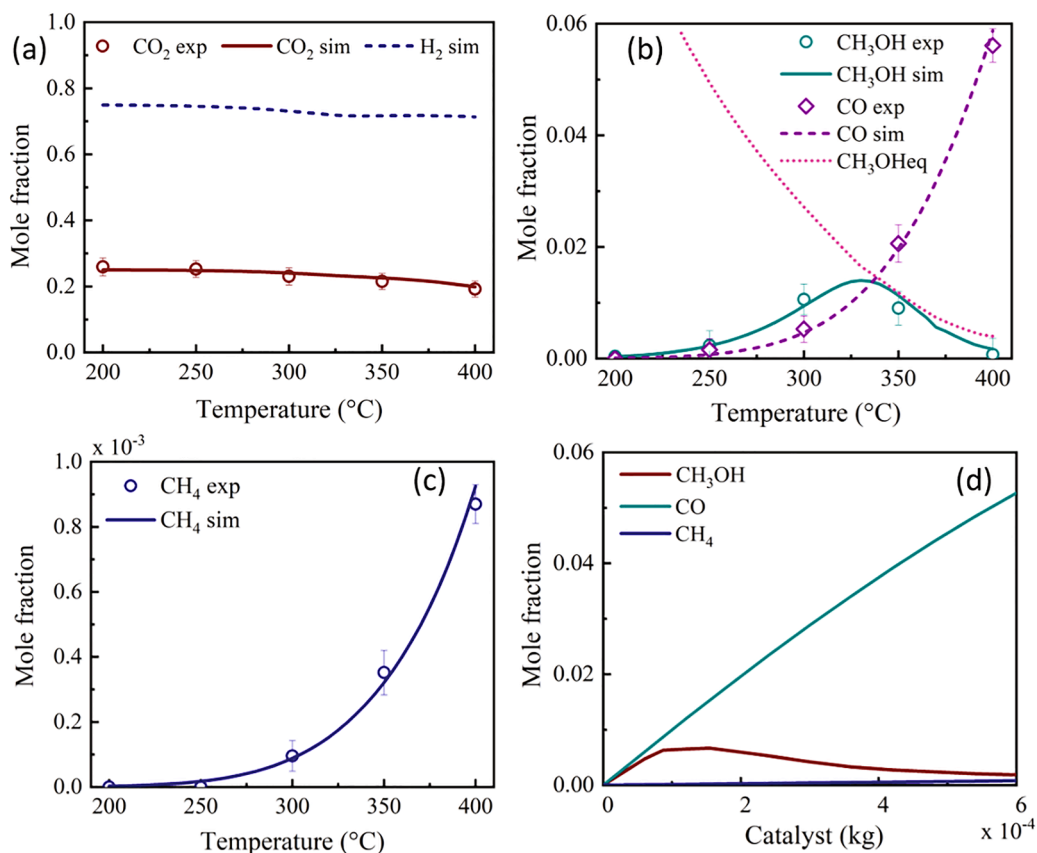 (a)
CO2 exp CO2 sim H2 sim
1.0
0.8
0.6
0.4
0.2
0.0
Mole fraction
200 250 300 350 400
Temperature (°C)
(b)
CH3OH exp
CH3OH sim
CO exp
CO sim
CH3OHeq
0.06
0.04
0.02
0.00
Mole fraction
200 250 300 350 400
Temperature (°C)
x 10-3
(c)
CH4 exp
CH4 sim
1.0
0.8
0.6
0.4
0.2
0.0
Mole fraction
200 250 300 350 400
Temperature (°C)
(d)
CH3OH
CO
CH4
0.06
0.04
0.02
0.00
Mole fraction
0 2 4 6
Catalyst (kg)
x 10-4